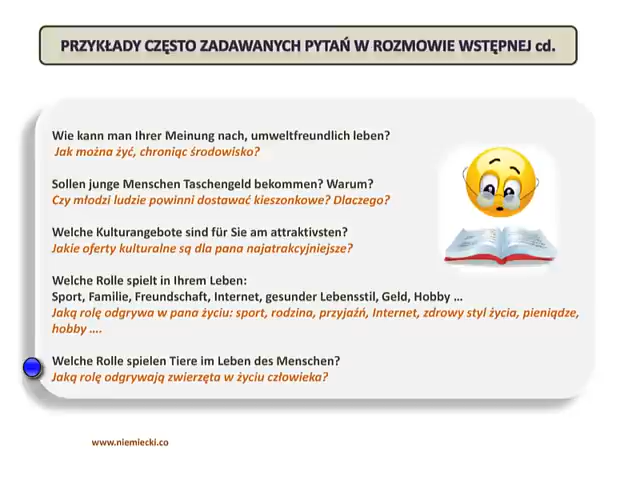 PRZYKŁADY CZĘSTO ZADAWANYCH PYTAŃ W ROZMOWIE WSTĘPNEJ cd.
Wie kann man Ihrer Meinung nach, umweltfreundlich leben?
Jak można żyć, chroniąc środowisko?
Sollen junge Menschen Taschengeld bekommen? Warum?
Czy młodzi ludzie powinni dostawać kieszonkowe? Dlaczego?
Welche Kulturangebote sind für Sie am attraktivsten?
Jakie oferty kulturalne są dla pana najatrakcyjniejsze?
Welche Rolle spielt in Ihrem Leben:
Sport, Familie, Freundschaft, Internet, gesunder Lebensstil, Geld, Hobby ...
Jaką rolę odgrywa w pana życiu: sport, rodzina, przyjaźń, Internet, zdrowy styl życia, pieniądze,
hobby ....
Welche Rolle spielen Tiere im Leben des Menschen?
Jaką rolę odgrywają zwierzęta w życiu człowieka?
www.niemiecki.co